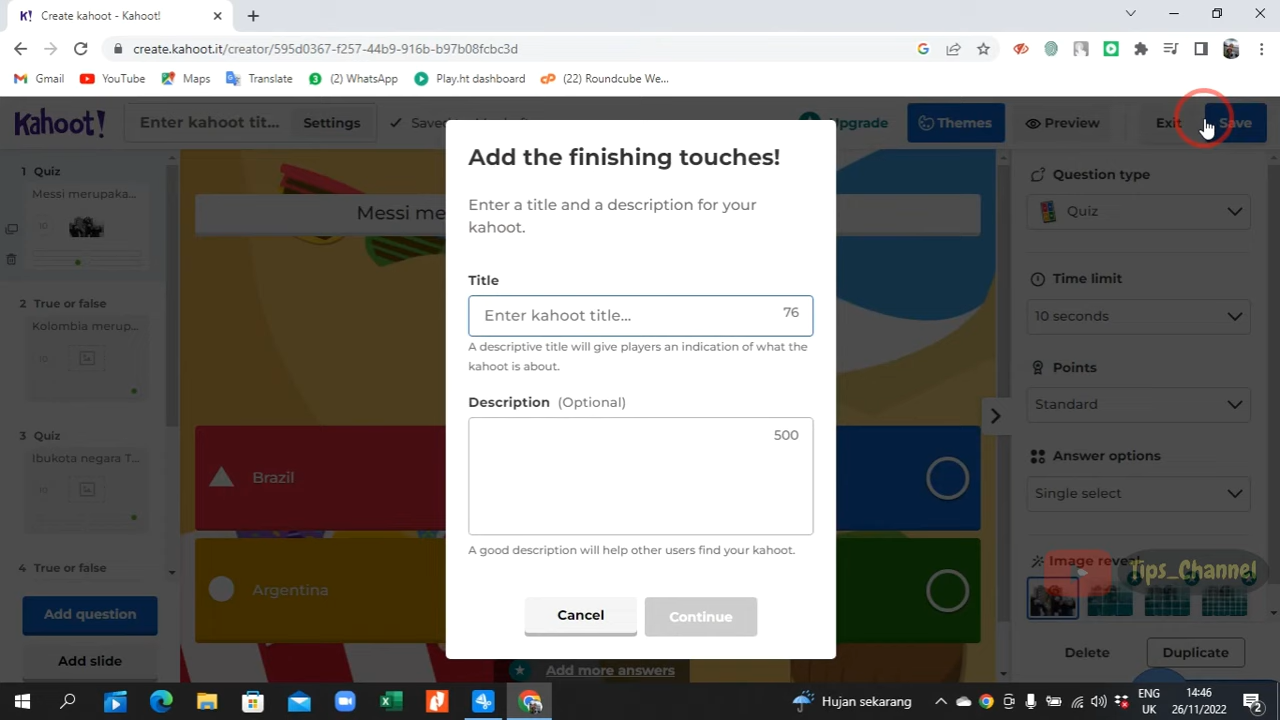 Create kahoot - Kahoot!
create.kahoot.it/creator/595d0367-f257-44b9-916b-b97b08fcbc3d
Gmail YouTube Maps Translate (2) WhatsApp Play.ht dashboard (22) Roundcube We...
Kahoot! Enter kahoot tit... Settings Upgrade Themes Preview Exit Save
1 Quiz
Messi merupaka...
10
2 True or false
Kolombia merup...
10
3 Quiz
Ibukota negara T...
10
4 True or false
Add question
Add slide
Messi me
Brazil
Argentina
Add more answers
Add the finishing touches!
Enter a title and a description for your
kahoot.
Title
Enter kahoot title... 76
A descriptive title will give players an indication of what the
kahoot is about.
Description (Optional)
500
A good description will help other users find your kahoot.
Cancel Continue
Question type
Quiz
Time limit
10 seconds
Points
Standard
Answer options
Single select
Image reve
Tips_Channel
Delete Duplicate
Hujan sekarang
ENG
UK
14:46
26/11/2022
2